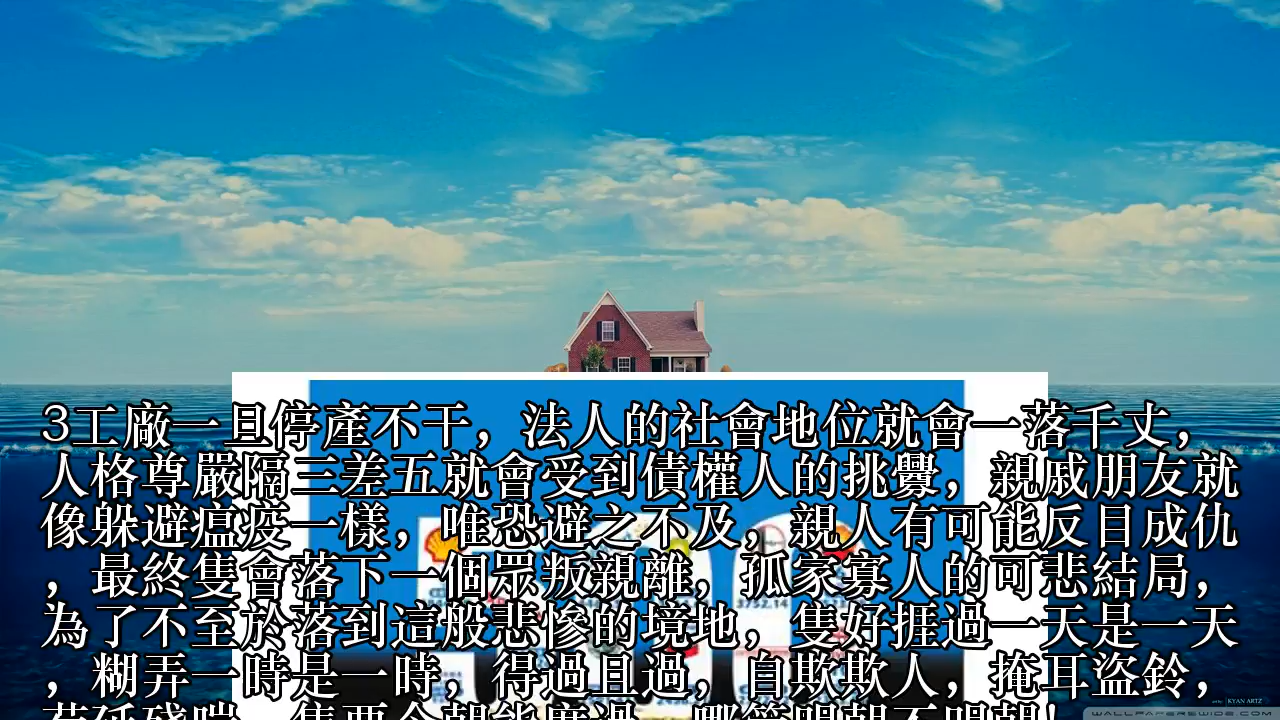 3工廠一旦停產不干，法人的社會地位就會一落千丈，
人格尊嚴隔三差五就會受到債權人的挑釁，親戚朋友就
像躲避瘟疫一樣，唯恐避之不及，親人有可能反目成仇
，最終隻會落下一個眾叛親離，孤家寡人的可悲結局，
為了不至於落到這般悲慘的境地，隻好捱過一天是一天
，糊弄一時是一時，得過且過，自欺欺人，掩耳盜鈴，
3752.14
WALLPAPERSWIDE.COM
KYAN ARTZ